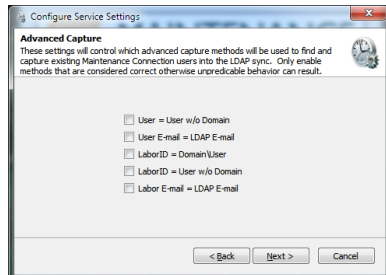 Configure Service Settings
Advanced Capture
These settings will control which advanced capture methods will be used to find and
capture existing Maintenance Connection users into the LDAP sync. Only enable
methods that are considered correct otherwise unpredicable behavior can result.
User = User w/o Domain
User E-mail = LDAP E-mail
LaborID = Domain\User
LaborID = User w/o Domain
Labor E-mail = LDAP E-mail
< Back
Next >
Cancel